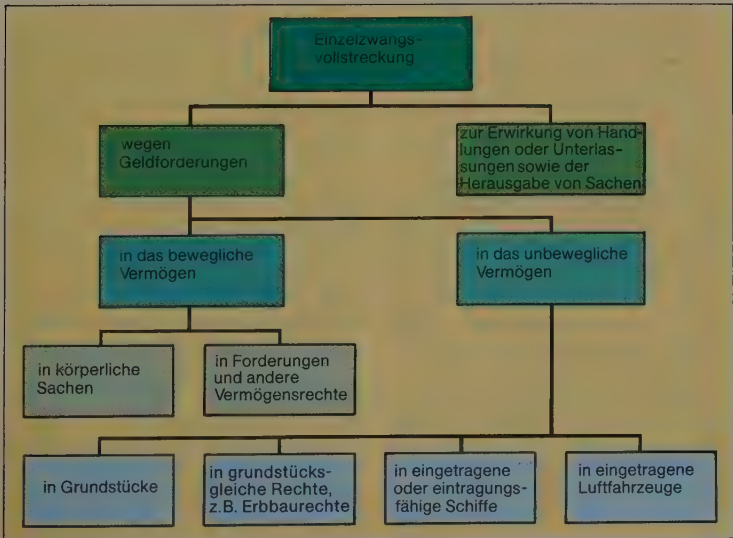 Einzelzwangs-
vollstreckung
wegen
Geldforderungen
zur Erwirkung von Hand-
lungen oder Unterlas-
sungen sowie der
Herausgabe von Sachen
in das bewegliche
Vermögen
in das unbewegliche
Vermögen
in körperliche
Sachen
in Forderungen
und andere
Vermögensrechte
in Grundstücke
in grundstücks-
gleiche Rechte,
z.B. Erbbaurechte
in eingetragene
oder eintragungs-
fähige Schiffe
in eingetragene
Luftfahrzeuge